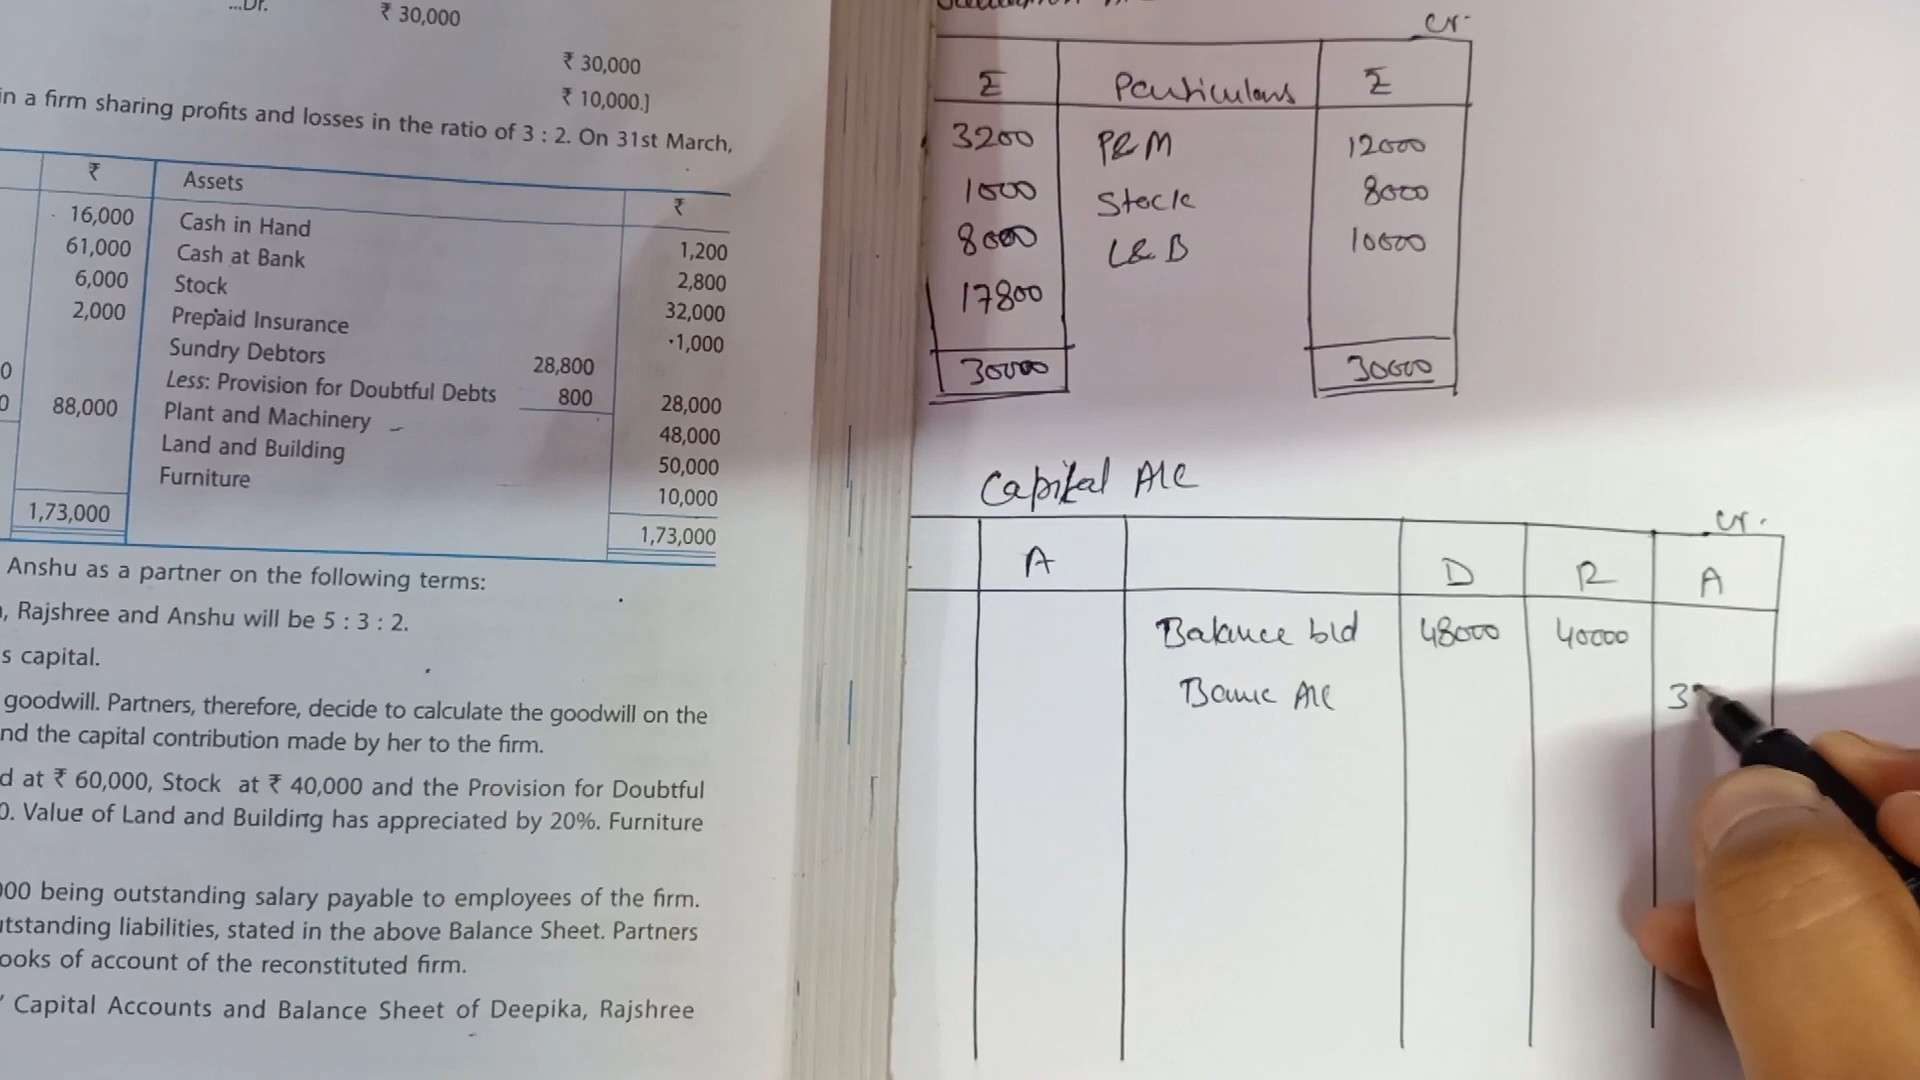 ...Dr.
₹ 30,000
₹ 30,000
₹ 10,000.]
in a firm sharing profits and losses in the ratio of 3 : 2. On 31st March,
₹ Assets ₹
16,000 Cash in Hand 1,200
61,000 Cash at Bank 2,800
6,000 Stock 32,000
2,000 Prepaid Insurance 1,000
Sundry Debtors 28,800
0 Less: Provision for Doubtful Debts 800 28,000
0 88,000 Plant and Machinery 48,000
Land and Building 50,000
Furniture 10,000
1,73,000 1,73,000
Anshu as a partner on the following terms:
, Rajshree and Anshu will be 5 : 3 : 2.
s capital.
goodwill. Partners, therefore, decide to calculate the goodwill on the
nd the capital contribution made by her to the firm.
d at ₹ 60,000, Stock at ₹ 40,000 and the Provision for Doubtful
0. Value of Land and Building has appreciated by 20%. Furniture
000 being outstanding salary payable to employees of the firm.
utstanding liabilities, stated in the above Balance Sheet. Partners
ooks of account of the reconstituted firm.
' Capital Accounts and Balance Sheet of Deepika, Rajshree
Cr.
₹ Particulars ₹
3200 P&M 12000
1000 Stock 8000
8000 L&B 10000
17800
30000 30000
Capital A/c
Cr.
A D R A
Balance b/d 48000 40000
Bank A/c 3